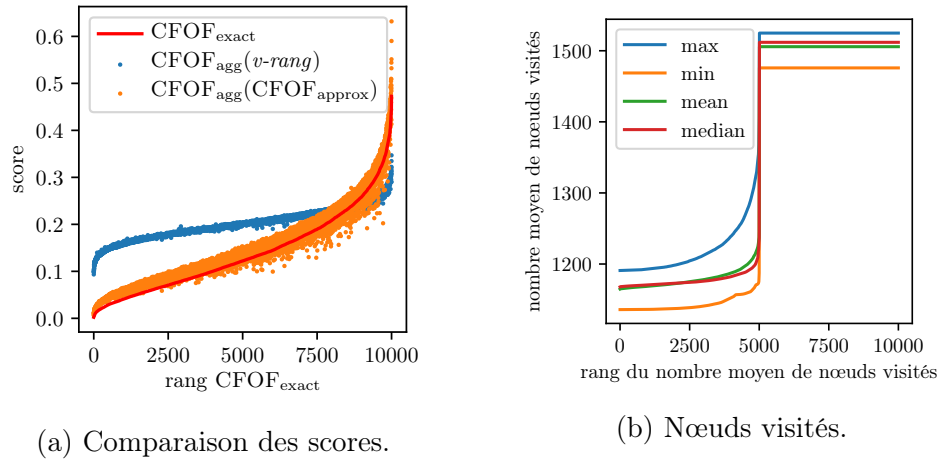 CFOF_exact
CFOF_agg(v-rang)
CFOF_agg(CFOF_approx)
score
0.6
0.5
0.4
0.3
0.2
0.1
0.0
0 2500 5000 7500 10000
rang CFOF_exact
(a) Comparaison des scores.
max
min
mean
median
nombre moyen de nœuds visités
1500
1400
1300
1200
0 2500 5000 7500 10000
rang du nombre moyen de nœuds visités
(b) Nœuds visités.